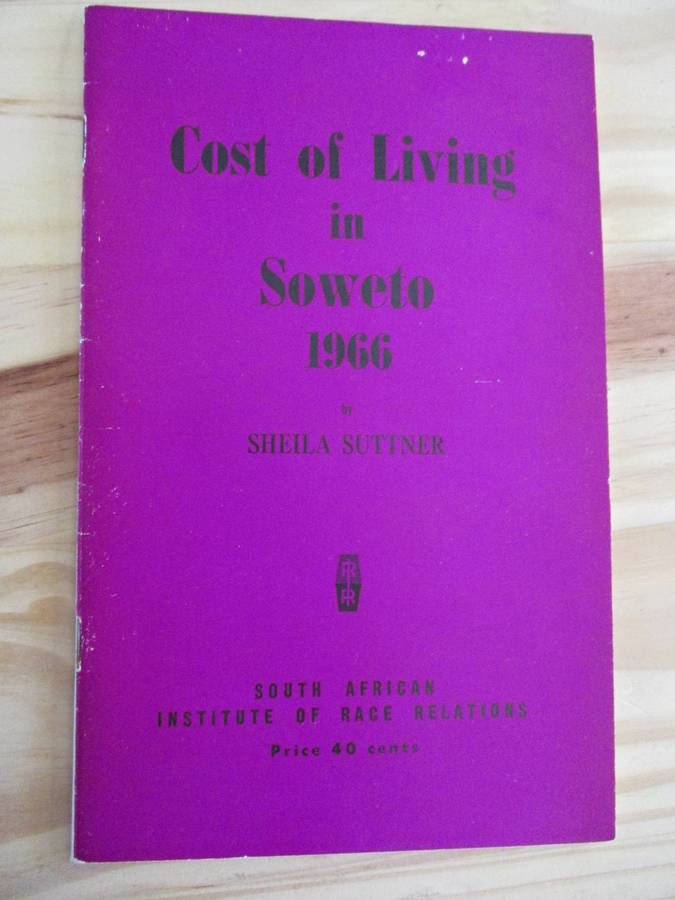 Cost of Living
in
Soweto
1966
by
SHEILA SUTTNER
SOUTH AFRICAN
INSTITUTE OF RACE RELATIONS
Price 40 cents